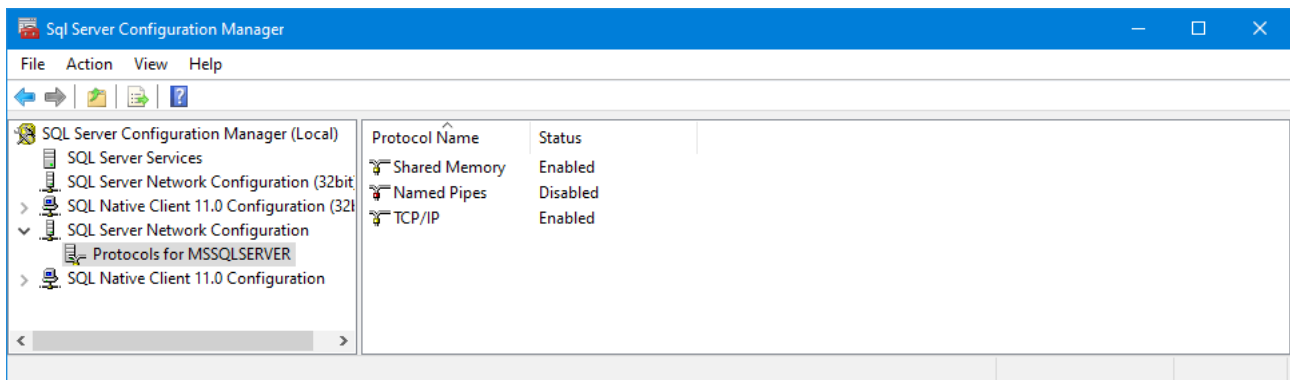 Sql Server Configuration Manager
File Action View Help
SQL Server Configuration Manager (Local)
SQL Server Services
SQL Server Network Configuration (32bit
SQL Native Client 11.0 Configuration (32b
SQL Server Network Configuration
Protocols for MSSQLSERVER
SQL Native Client 11.0 Configuration
Protocol Name Status
Shared Memory Enabled
Named Pipes Disabled
TCP/IP Enabled